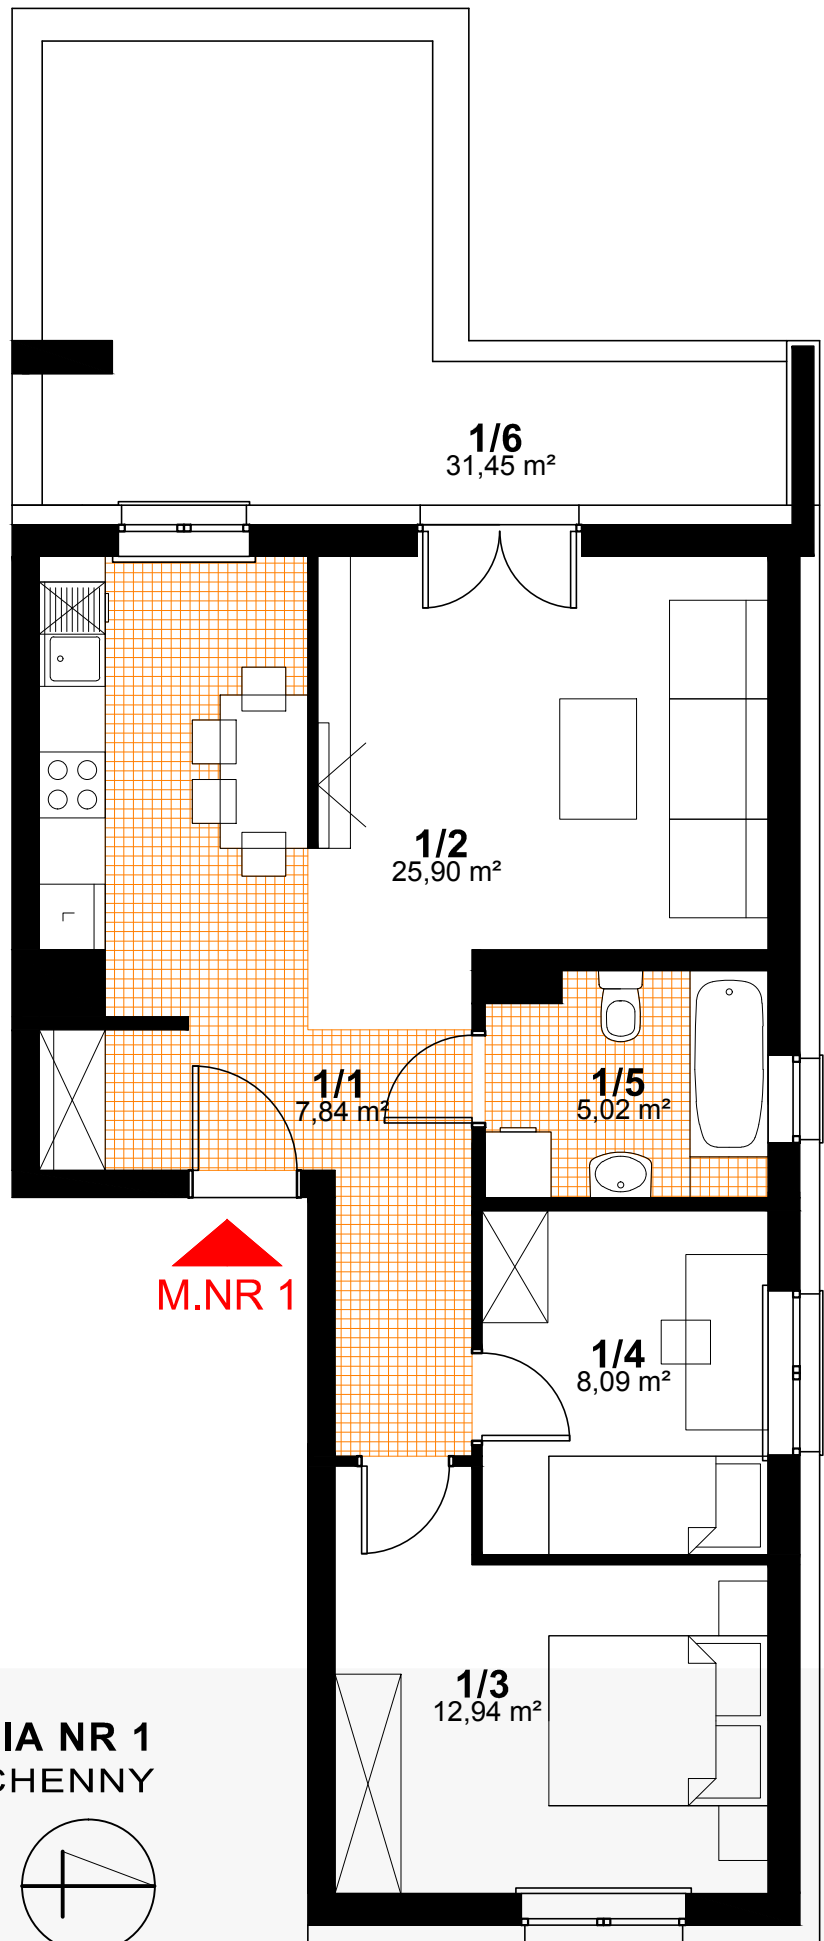 1/6
31,45 m²
1/2
25,90 m²
1/1
7,84 m²
1/5
5,02 m²
M.NR 1
1/4
8,09 m²
1/3
12,94 m²
IA NR 1
CHENNY